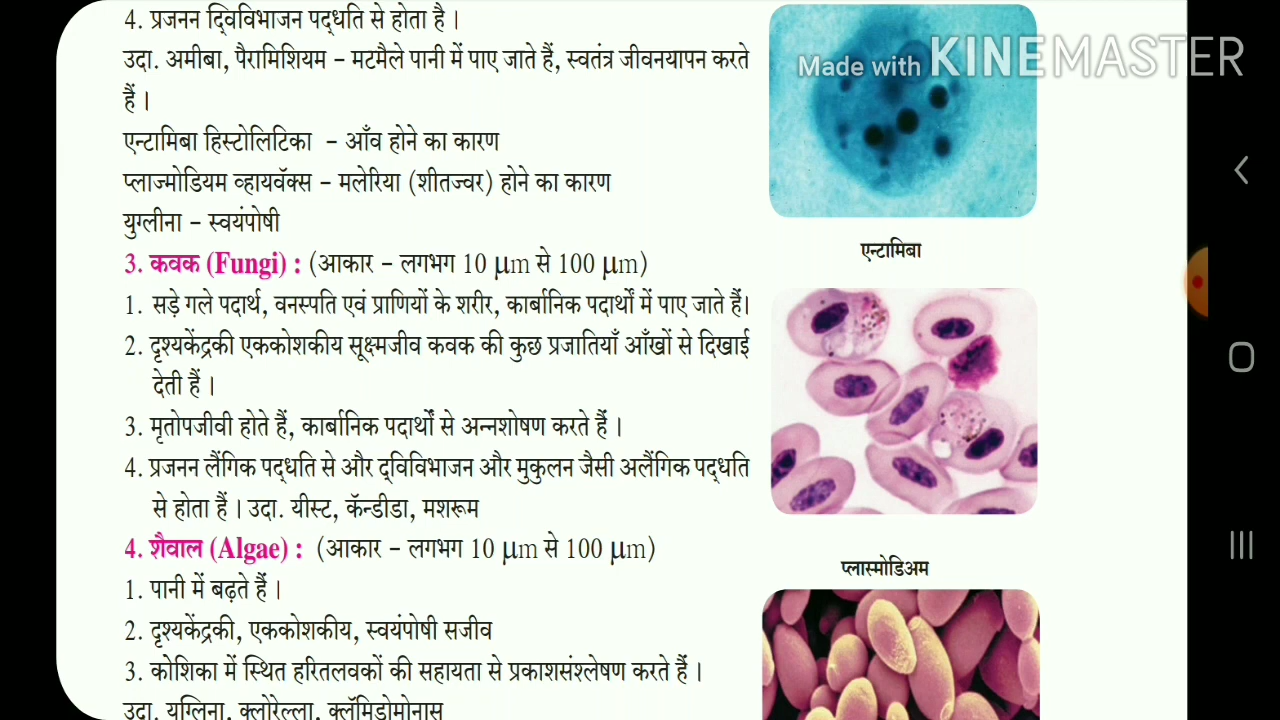 4. प्रजनन द्‌विविभाजन पद्धति से होता है ।
उदा. अमीबा, पैरामिशियम – मटमैले पानी में पाए जाते हैं, स्वतंत्र जीवनयापन करते
हैं ।
एन्टामिबा हिस्टोलिटिका – आँव होने का कारण
प्लाज्मोडियम व्हायवॅक्स – मलेरिया (शीतज्वर) होने का कारण
युग्लीना – स्वयंपोषी
3. कवक (Fungi) : (आकार – लगभग 10 μm से 100 μm)
1. सड़े गले पदार्थ, वनस्पति एवं प्राणियों के शरीर, कार्बानिक पदार्थों में पाए जाते हैं।
2. दृश्यकेंद्रकी एककोशकीय सूक्ष्मजीव कवक की कुछ प्रजातियाँ आँखों से दिखाई
देती हैं ।
3. मृतोपजीवी होते हैं, कार्बानिक पदार्थों से अन्नशोषण करते हैं ।
4. प्रजनन लैंगिक पद्धति से और द्‌विविभाजन और मुकुलन जैसी अलैंगिक पद्धति
से होता हैं । उदा. यीस्ट, कॅन्डीडा, मशरूम
4. शैवाल (Algae) : (आकार – लगभग 10 μm से 100 μm)
1. पानी में बढ़ते हैं ।
2. दृश्यकेंद्रकी, एककोशकीय, स्वयंपोषी सजीव
3. कोशिका में स्थित हरितलवकों की सहायता से प्रकाशसंश्लेषण करते हैं ।
उदा. युग्लिना, क्लोरेल्ला, क्लॅमिडोमोनास
Made with KINEMASTER
एन्टामिबा
प्लास्मोडिअम